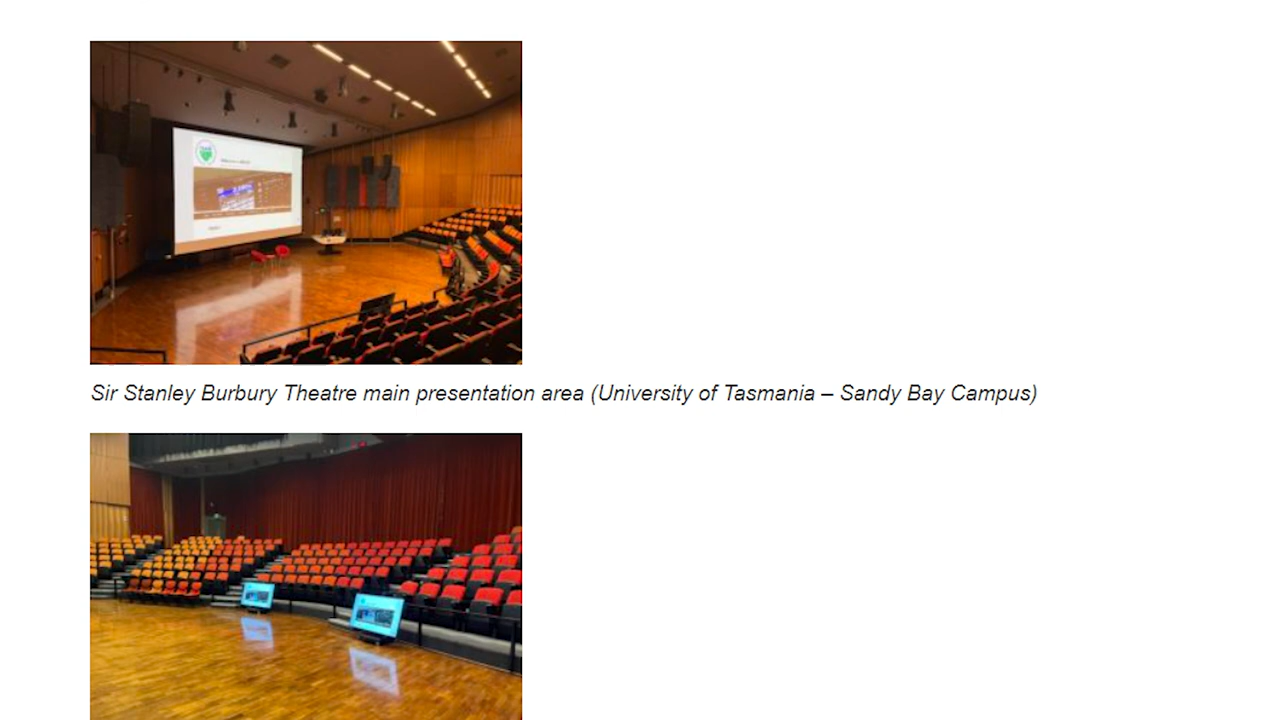 Sir Stanley Burbury Theatre main presentation area (University of Tasmania – Sandy Bay Campus)